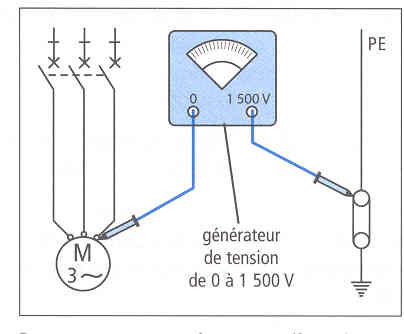 PE
0
1 500 V
M
3~
générateur
de tension
de 0 à 1 500 V